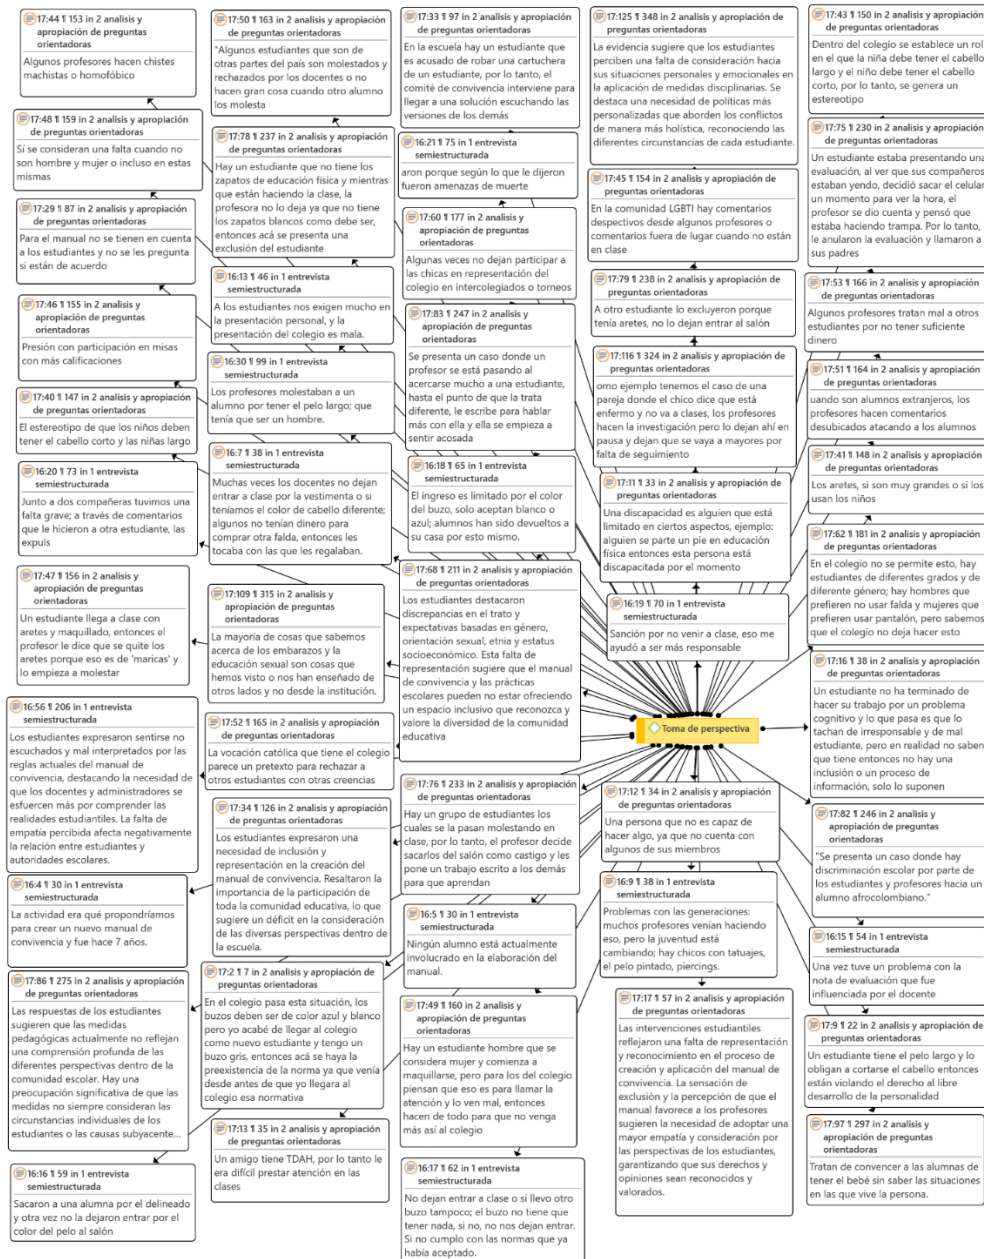 17:44 ¶ 153 in 2 analisis y
apropiación de preguntas
orientadoras
Algunos profesores hacen chistes
machistas o homofóbico
17:48 ¶ 159 in 2 analisis y apropiación
de preguntas orientadoras
Sí se consideran una falta cuando no
son hombre y mujer o incluso en estas
mismas
17:29 ¶ 87 in 2 analisis y apropiación
de preguntas orientadoras
Para el manual no se tienen en cuenta
a los estudiantes y no se les pregunta
si están de acuerdo
17:46 ¶ 155 in 2 analisis y
apropiación de preguntas
orientadoras
Presión con participación en misas
con más calificaciones
17:40 ¶ 147 in 2 analisis y apropiación
de preguntas orientadoras
El estereotipo de que los niños deben
tener el cabello corto y las niñas largo
16:20 ¶ 73 in 1 entrevista
semiestructurada
Junto a dos compañeras tuvimos una
falta grave; a través de comentarios
que le hicieron a otra estudiante, las
expuls
17:47 ¶ 156 in 2 analisis y
apropiación de preguntas
orientadoras
Un estudiante llega a clase con
aretes y maquillado, entonces el
profesor le dice que se quite los
aretes porque eso es de 'maricas' y
lo empieza a molestar
16:56 ¶ 206 in 1 entrevista
semiestructurada
Los estudiantes expresaron sentirse no
escuchados y mal interpretados por las
reglas actuales del manual de
convivencia, destacando la necesidad de
que los docentes y administradores se
esfuercen más por comprender las
realidades estudiantiles. La falta de
empatía percibida afecta negativamente
la relación entre estudiantes y
autoridades escolares.
16:4 ¶ 30 in 1 entrevista
semiestructurada
La actividad era qué propondríamos
para crear un nuevo manual de
convivencia y fue hace 7 años.
17:86 ¶ 275 in 2 analisis y
apropiación de preguntas
orientadoras
Las respuestas de los estudiantes
sugieren que las medidas
pedagógicas actualmente no reflejan
una comprensión profunda de las
diferentes perspectivas dentro de la
comunidad escolar. Hay una
preocupación significativa de que las
medidas no siempre consideran las
circunstancias individuales de los
estudiantes o las causas subyacente...
16:16 ¶ 59 in 1 entrevista
semiestructurada
Sacaron a una alumna por el delineado
y otra vez no la dejaron entrar por el
color del pelo al salón
17:50 ¶ 163 in 2 analisis y apropiación
de preguntas orientadoras
"Algunos estudiantes que son de
otras partes del país son molestados y
rechazados por los docentes o no
hacen gran cosa cuando otro alumno
los molesta
17:78 ¶ 237 in 2 analisis y apropiación
de preguntas orientadoras
Hay un estudiante que no tiene los
zapatos de educación física y mientras
que están haciendo la clase, la
profesora no lo deja ya que no tiene
los zapatos blancos como debe ser,
entonces acá se presenta una
exclusión del estudiante
16:13 ¶ 46 in 1 entrevista
semiestructurada
A los estudiantes nos exigen mucho en
la presentación personal, y la
presentación del colegio es mala.
16:30 ¶ 99 in 1 entrevista
semiestructurada
Los profesores molestaban a un
alumno por tener el pelo largo; que
tenía que ser un hombre.
16:7 ¶ 38 in 1 entrevista
semiestructurada
Muchas veces los docentes no dejan
entrar a clase por la vestimenta o si
teníamos el color de cabello diferente;
algunos no tenían dinero para
comprar otra falda, entonces les
tocaba con las que les regalaban.
17:109 ¶ 315 in 2 analisis y
apropiación de preguntas
orientadoras
La mayoría de cosas que sabemos
acerca de los embarazos y la
educación sexual son cosas que
hemos visto o nos han enseñado de
otros lados y no desde la institución.
17:52 ¶ 165 in 2 analisis y apropiación
de preguntas orientadoras
La vocación católica que tiene el colegio
parece un pretexto para rechazar a
otros estudiantes con otras creencias
17:34 ¶ 126 in 2 analisis y apropiación
de preguntas orientadoras
Los estudiantes expresaron una
necesidad de inclusión y
representación en la creación del
manual de convivencia. Resaltaron la
importancia de la participación de
toda la comunidad educativa, lo que
sugiere un déficit en la consideración
de las diversas perspectivas dentro de
la escuela.
17:2 ¶ 7 in 2 analisis y apropiación de
preguntas orientadoras
En el colegio pasa esta situación, los
buzos deben ser de color azul y blanco
pero yo acabé de llegar al colegio
como nuevo estudiante y tengo un
buzo gris, entonces acá se haya la
preexistencia de la norma ya que venía
desde antes de que yo llegara al
colegio esa normativa
17:13 ¶ 35 in 2 analisis y apropiación
de preguntas orientadoras
Un amigo tiene TDAH, por lo tanto le
era difícil prestar atención en las
clases
17:33 ¶ 97 in 2 analisis y apropiación
de preguntas orientadoras
En la escuela hay un estudiante que
es acusado de robar una cartuchera
de un estudiante, por lo tanto, el
comité de convivencia interviene para
llegar a una solución escuchando las
versiones de los demás
16:21 ¶ 75 in 1 entrevista
semiestructurada
aron porque según lo que le dijeron
fueron amenazas de muerte
17:60 ¶ 177 in 2 analisis y
apropiación de preguntas
orientadoras
Algunas veces no dejan participar a
las chicas en representación del
colegio en intercolegiados o torneos
17:83 ¶ 247 in 2 analisis y
apropiación de preguntas
orientadoras
Se presenta un caso donde un
profesor se está pasando al
acercarse mucho a una estudiante,
hasta el punto de que la trata
diferente, le escribe para hablar
más con ella y ella se empieza a
sentir acosada
16:18 ¶ 65 in 1 entrevista
semiestructurada
El ingreso es limitado por el color
del buzo, solo aceptan blanco o
azul; alumnos han sido devueltos a
su casa por esto mismo.
17:68 ¶ 211 in 2 analisis y apropiación
de preguntas orientadoras
Los estudiantes destacaron
discrepancias en el trato y
expectativas basadas en género,
orientación sexual, etnia y estatus
socioeconómico. Esta falta de
representación sugiere que el manual
de convivencia y las prácticas
escolares pueden no estar ofreciendo
un espacio inclusivo que reconozca y
valore la diversidad de la comunidad
educativa
17:76 ¶ 233 in 2 analisis y apropiación
de preguntas orientadoras
Hay un grupo de estudiantes los
cuales se la pasan molestando en
clase, por lo tanto, el profesor decide
sacarlos del salón como castigo y les
pone un trabajo escrito a los demás
para que aprendan
16:5 ¶ 30 in 1 entrevista
semiestructurada
Ningún alumno está actualmente
involucrado en la elaboración del
manual.
17:49 ¶ 160 in 2 analisis y
apropiación de preguntas
orientadoras
Hay un estudiante hombre que se
considera mujer y comienza a
maquillarse, pero para los del colegio
piensan que eso es para llamar la
atención y lo ven mal, entonces
hacen de todo para que no venga
más así al colegio
16:17 ¶ 62 in 1 entrevista
semiestructurada
No dejan entrar a clase o si llevo otro
buzo tampoco; el buzo no tiene que
tener nada, si no, no nos dejan entrar.
Si no cumplo con las normas que ya
había aceptado.
17:125 ¶ 348 in 2 analisis y apropiación
de preguntas orientadoras
La evidencia sugiere que los estudiantes
perciben una falta de consideración hacia
sus situaciones personales y emocionales en
la aplicación de medidas disciplinarias. Se
destaca una necesidad de políticas más
personalizadas que aborden los conflictos
de manera más holística, reconociendo las
diferentes circunstancias de cada estudiante.
17:45 ¶ 154 in 2 analisis y apropiación
de preguntas orientadoras
En la comunidad LGBTI hay comentarios
despectivos desde algunos profesores o
comentarios fuera de lugar cuando no están
en clase
17:79 ¶ 238 in 2 analisis y apropiación
de preguntas orientadoras
A otro estudiante lo excluyeron porque
tenía aretes, no lo dejan entrar al salón
17:116 ¶ 324 in 2 analisis y apropiación
de preguntas orientadoras
omo ejemplo tenemos el caso de una
pareja donde el chico dice que está
enfermo y no va a clases, los profesores
hacen la investigación pero lo dejan ahí en
pausa y dejan que se vaya a mayores por
falta de seguimiento
17:11 ¶ 33 in 2 analisis y apropiación
de preguntas orientadoras
Una discapacidad es alguien que está
limitado en ciertos aspectos, ejemplo:
alguien se parte un pie en educación
física entonces esta persona está
discapacitada por el momento
16:19 ¶ 70 in 1 entrevista
semiestructurada
Sanción por no venir a clase, eso me
ayudó a ser más responsable
Toma de perspectiva
17:12 ¶ 34 in 2 analisis y apropiación
de preguntas orientadoras
Una persona que no es capaz de
hacer algo, ya que no cuenta con
algunos de sus miembros
16:9 ¶ 38 in 1 entrevista
semiestructurada
Problemas con las generaciones:
muchos profesores venían haciendo
eso, pero la juventud está
cambiando; hay chicos con tatuajes,
el pelo pintado, piercings.
17:17 ¶ 57 in 2 analisis y apropiación
de preguntas orientadoras
Las intervenciones estudiantiles
reflejaron una falta de representación
y reconocimiento en el proceso de
creación y aplicación del manual de
convivencia. La sensación de
exclusión y la percepción de que el
manual favorece a los profesores
sugieren la necesidad de adoptar una
mayor empatía y consideración por
las perspectivas de los estudiantes,
garantizando que sus derechos y
opiniones sean reconocidos y
valorados.
17:43 ¶ 150 in 2 analisis y apropiación
de preguntas orientadoras
Dentro del colegio se establece un rol
en el que la niña debe tener el cabello
largo y el niño debe tener el cabello
corto, por lo tanto, se genera un
estereotipo
17:75 ¶ 230 in 2 analisis y apropiación
de preguntas orientadoras
Un estudiante estaba presentando una
evaluación, al ver que sus compañeros
estaban yendo, decidió sacar el celular
un momento para ver la hora, el
profesor se dio cuenta y pensó que
estaba haciendo trampa. Por lo tanto,
le anularon la evaluación y llamaron a
sus padres
17:53 ¶ 166 in 2 analisis y apropiación
de preguntas orientadoras
Algunos profesores tratan mal a otros
estudiantes por no tener suficiente
dinero
17:51 ¶ 164 in 2 analisis y apropiación
de preguntas orientadoras
uando son alumnos extranjeros, los
profesores hacen comentarios
desubicados atacando a los alumnos
17:41 ¶ 148 in 2 analisis y apropiación
de preguntas orientadoras
Los aretes, si son muy grandes o si los
usan los niños
17:62 ¶ 181 in 2 analisis y apropiación
de preguntas orientadoras
En el colegio no se permite esto, hay
estudiantes de diferentes grados y de
diferente género; hay hombres que
prefieren no usar falda y mujeres que
prefieren usar pantalón, pero sabemos
que el colegio no deja hacer esto
17:16 ¶ 38 in 2 analisis y apropiación
de preguntas orientadoras
Un estudiante no ha terminado de
hacer su trabajo por un problema
cognitivo y lo que pasa es que lo
tachan de irresponsable y de mal
estudiante, pero en realidad no saben
que tiene entonces no hay una
inclusión o un proceso de
información, solo lo suponen
17:82 ¶ 246 in 2 analisis y
apropiación de preguntas
orientadoras
"Se presenta un caso donde hay
discriminación escolar por parte de
los estudiantes y profesores hacia un
alumno afrocolombiano."
16:15 ¶ 54 in 1 entrevista
semiestructurada
Una vez tuve un problema con la
nota de evaluación que fue
influenciada por el docente
17:9 ¶ 22 in 2 analisis y apropiación de
preguntas orientadoras
Un estudiante tiene el pelo largo y lo
obligan a cortarse el cabello entonces
están violando el derecho al libre
desarrollo de la personalidad
17:97 ¶ 297 in 2 analisis y
apropiación de preguntas
orientadoras
Tratan de convencer a las alumnas de
tener el bebé sin saber las situaciones
en las que vive la persona.